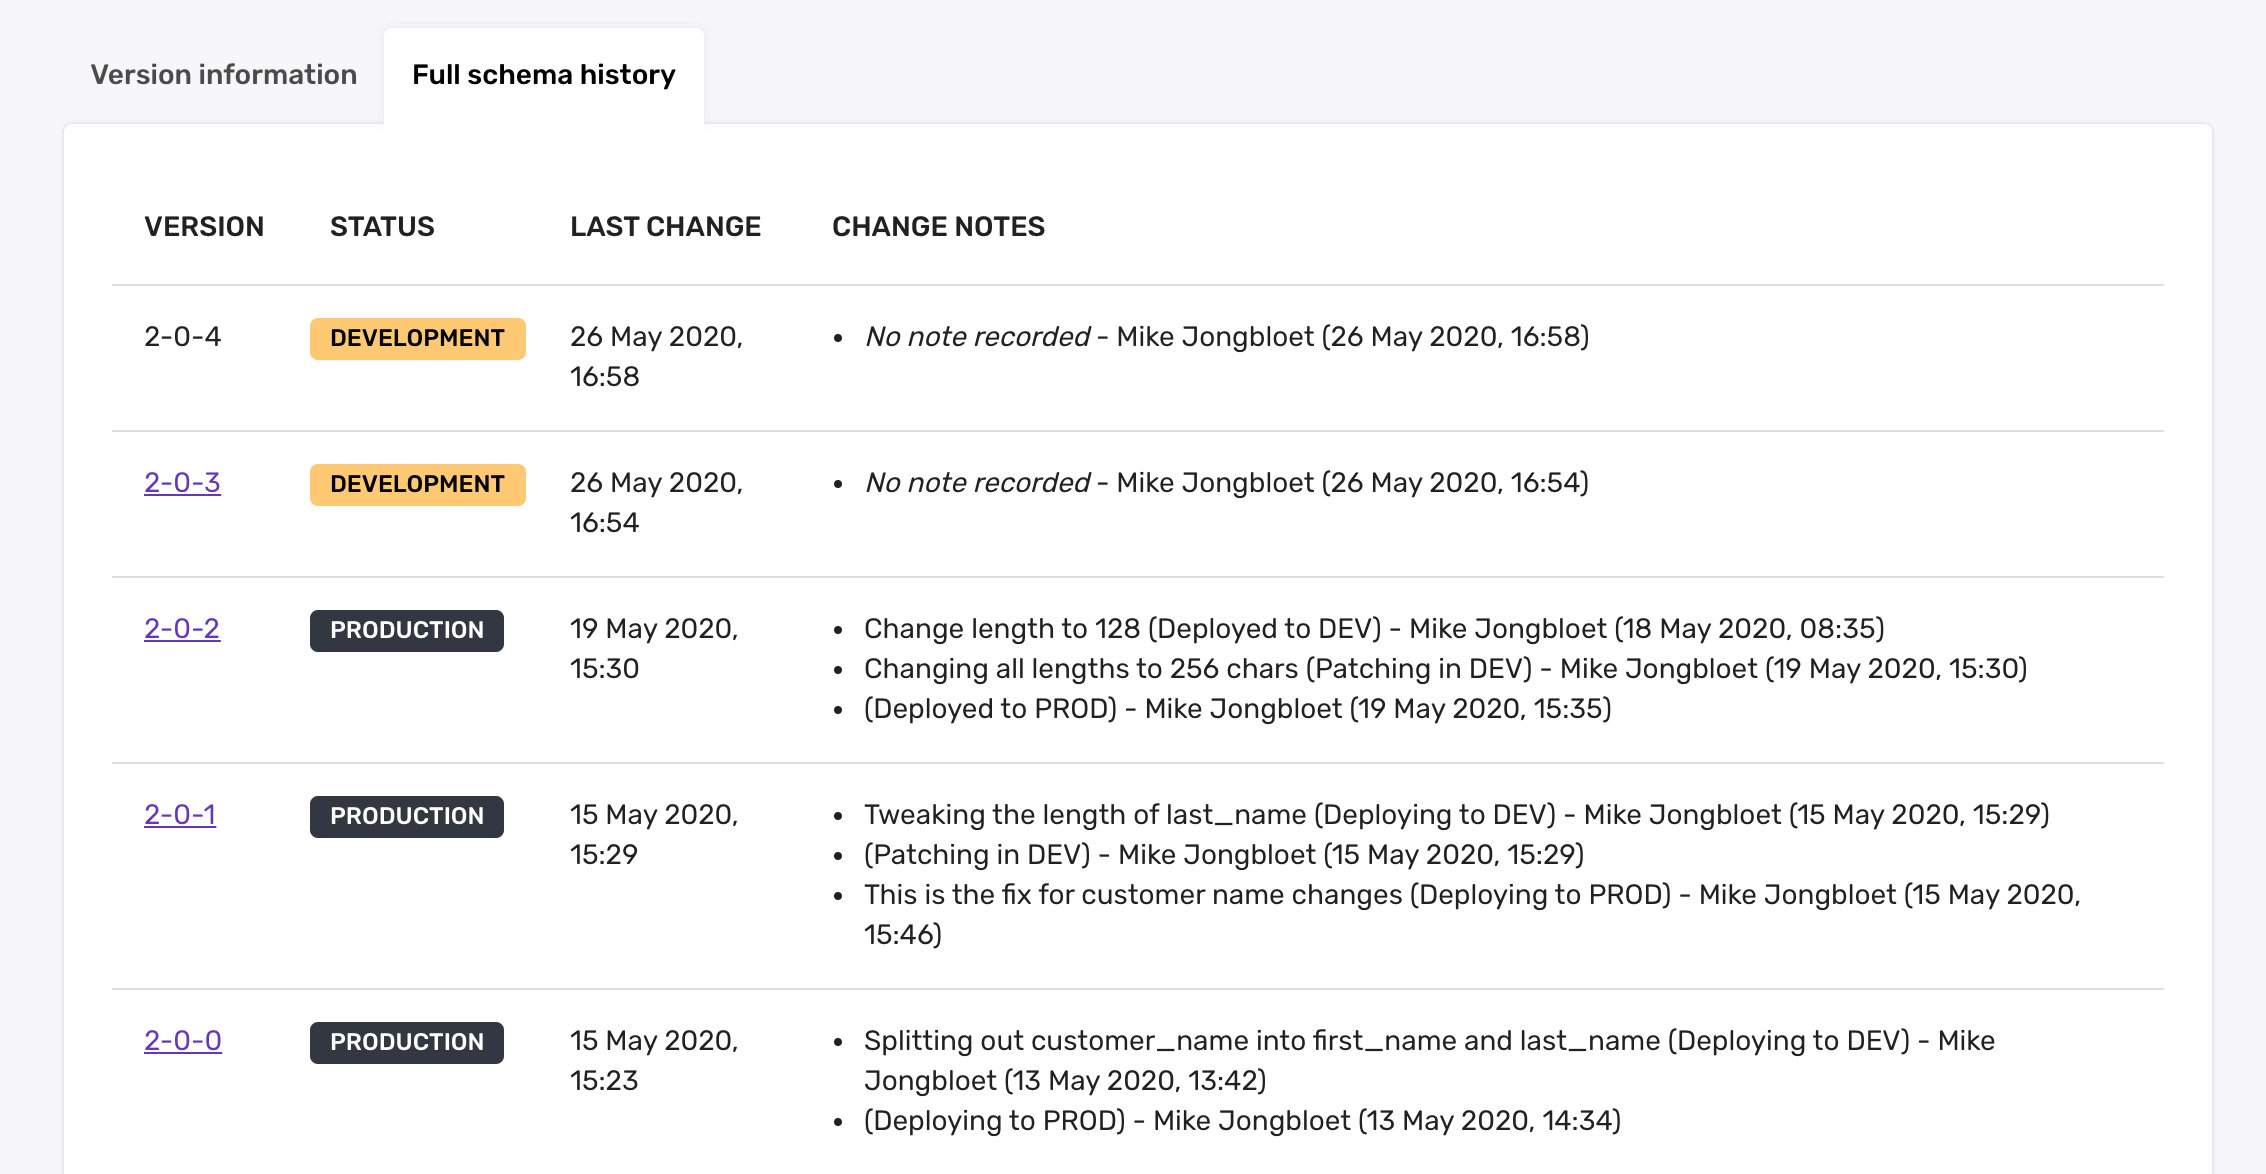 Version information
Full schema history
VERSION STATUS LAST CHANGE CHANGE NOTES
2-0-4 DEVELOPMENT 26 May 2020, • No note recorded - Mike Jongbloet (26 May 2020, 16:58)
16:58
2-0-3 DEVELOPMENT 26 May 2020, • No note recorded - Mike Jongbloet (26 May 2020, 16:54)
16:54
2-0-2 PRODUCTION 19 May 2020, • Change length to 128 (Deployed to DEV) - Mike Jongbloet (18 May 2020, 08:35)
15:30 • Changing all lengths to 256 chars (Patching in DEV) - Mike Jongbloet (19 May 2020, 15:30)
• (Deployed to PROD) - Mike Jongbloet (19 May 2020, 15:35)
2-0-1 PRODUCTION 15 May 2020, • Tweaking the length of last_name (Deploying to DEV) - Mike Jongbloet (15 May 2020, 15:29)
15:29 • (Patching in DEV) - Mike Jongbloet (15 May 2020, 15:29)
• This is the fix for customer name changes (Deploying to PROD) - Mike Jongbloet (15 May 2020,
15:46)
2-0-0 PRODUCTION 15 May 2020, • Splitting out customer_name into first_name and last_name (Deploying to DEV) - Mike
15:23 Jongbloet (13 May 2020, 13:42)
• (Deploying to PROD) - Mike Jongbloet (13 May 2020, 14:34)